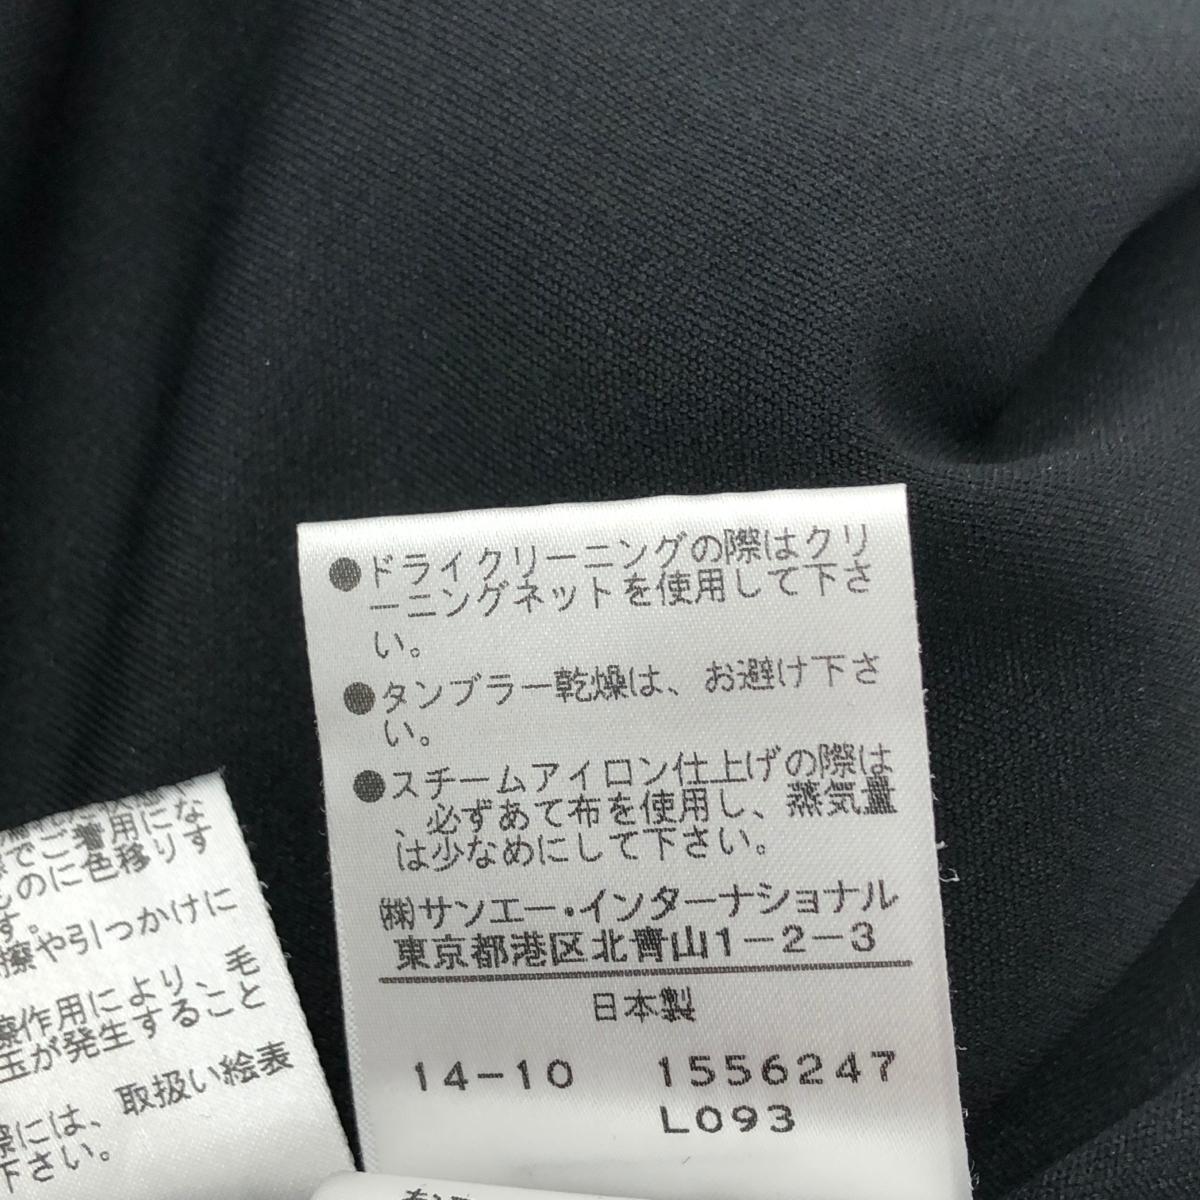 ●ドライクリーニングの際はクリ
ーニングネットを使用して下さ
い。
●タンブラー乾燥は、お避け下さ
い。
●スチームアイロン仕上げの際は
、必ずあて布を使用し、蒸気量
は少なめにして下さい。
㈱サンエー・インターナショナル
東京都港区北青山1-2-3
日本製
14-10 1556247
L093
でご着用にな
のに色移りす
す。
擦や引つかけに
擦作用により、毛
玉が発生すること
際には、取扱い絵表
下さい。